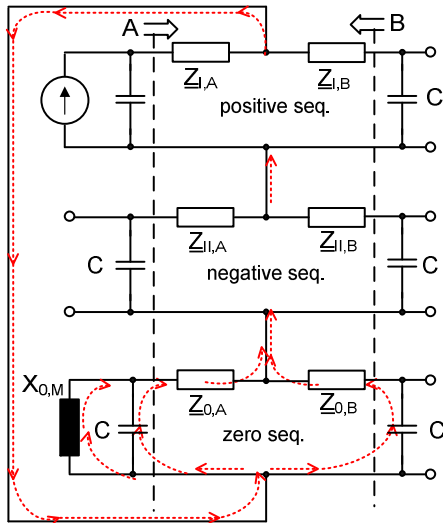 A B
Z_I,A Z_I,B
C
positive seq.
C
Z_II,A Z_II,B
C
negative seq.
C
X_0,M
Z_0,A Z_0,B
C
zero seq.
C